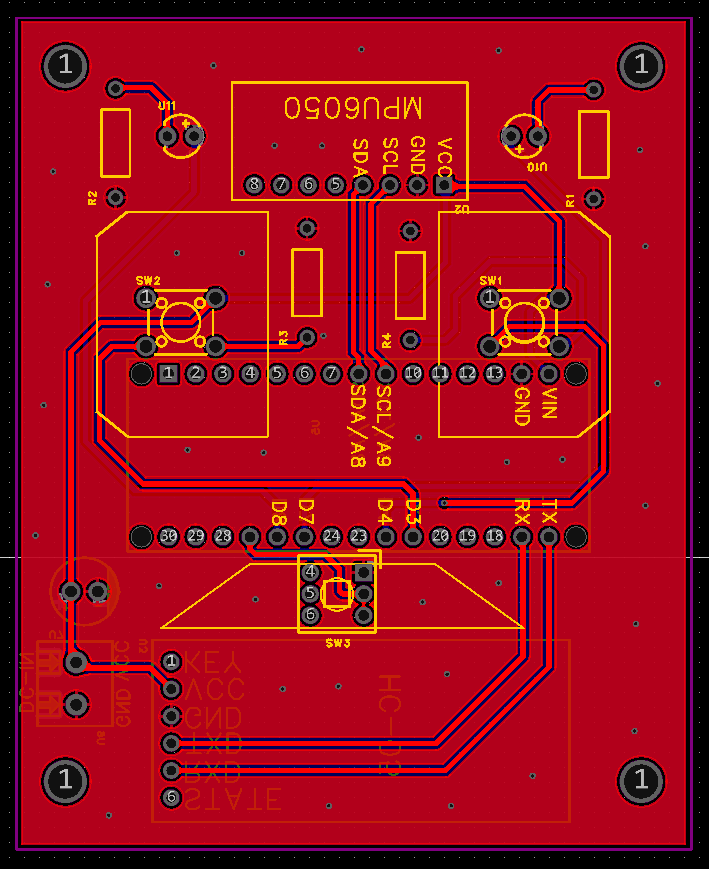 1
1
U11
MPU6050
U10
SDA
SCL
GND
VCC
8
7
6
5
U2
R2
R1
SW2
SW1
1
1
R3
R4
1
2
3
4
5
6
7
10
11
12
13
SDA/A8
SCL/A9
GND
VIN
U5
D8
D7
D4
D3
RX
TX
30
29
28
24
23
20
19
18
4
5
6
SW3
DC-IN
GND
VCC
U6
1
KEY
VCC
GND
TXD
RXD
6
STATE
HC-05
1
1